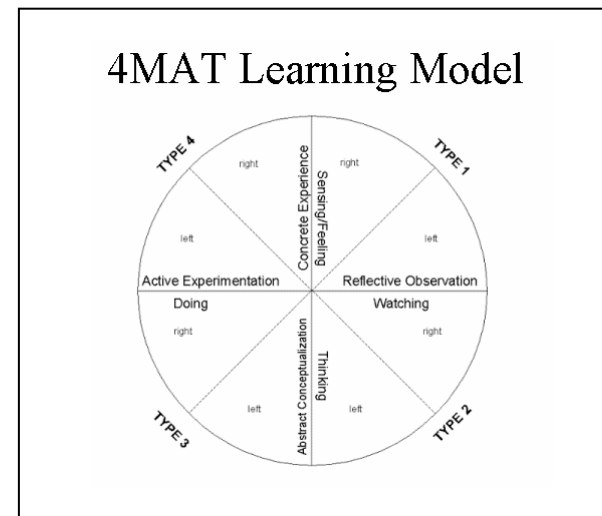 4MAT Learning Model
TYPE 4
TYPE 1
right
right
Concrete Experience
Sensing/Feeling
left
left
Active Experimentation
Reflective Observation
Doing
Watching
right
right
Abstract Conceptualization
Thinking
left
left
TYPE 3
TYPE 2